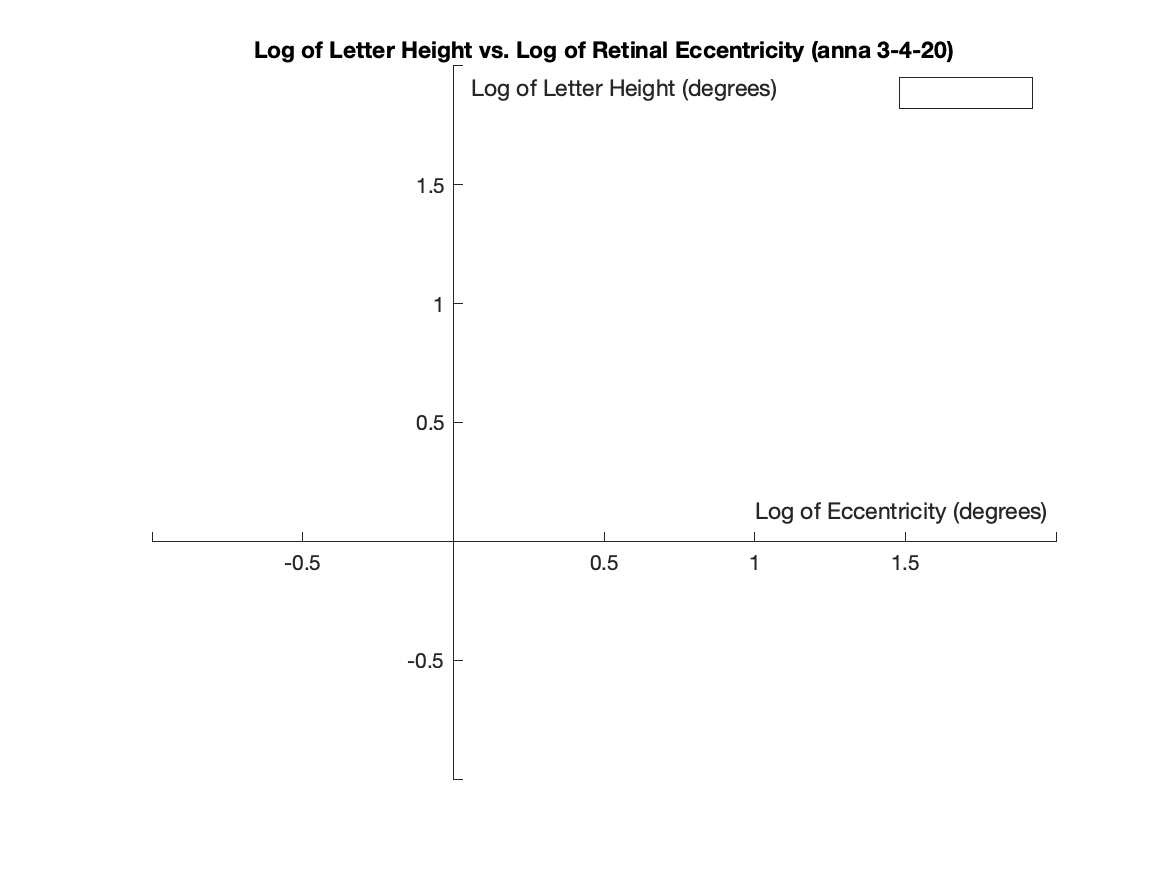 Log of Letter Height vs. Log of Retinal Eccentricity (anna 3-4-20)
Log of Letter Height (degrees)
1.5
1
0.5
Log of Eccentricity (degrees)
-0.5 0.5 1 1.5
-0.5